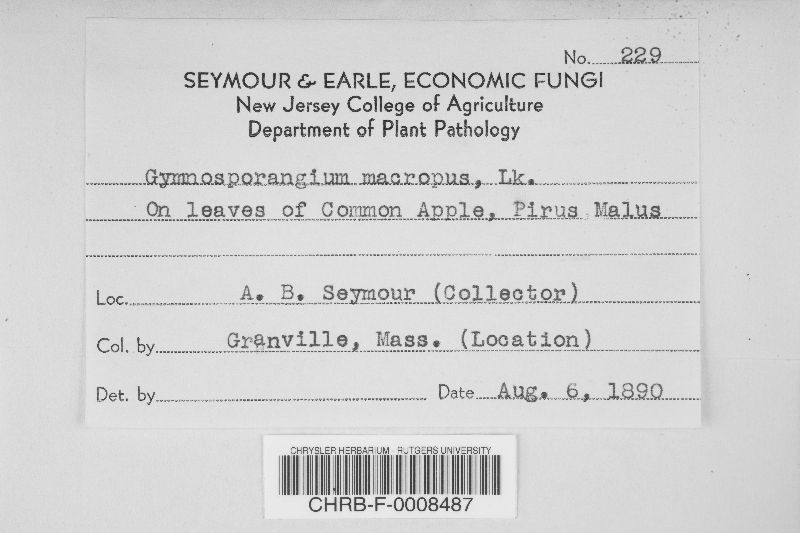 No. 229
SEYMOUR & EARLE, ECONOMIC FUNGI
New Jersey College of Agriculture
Department of Plant Pathology
Gymnosporangium macropus, Lk.
On leaves of Common Apple, Pirus Malus
Loc. A. B. Seymour (Collector)
Col. by Granville, Mass. (Location)
Det. by Date Aug. 6, 1890
CHRYSLER HERBARIUM - RUTGERS UNIVERSITY
CHRB-F-0008487